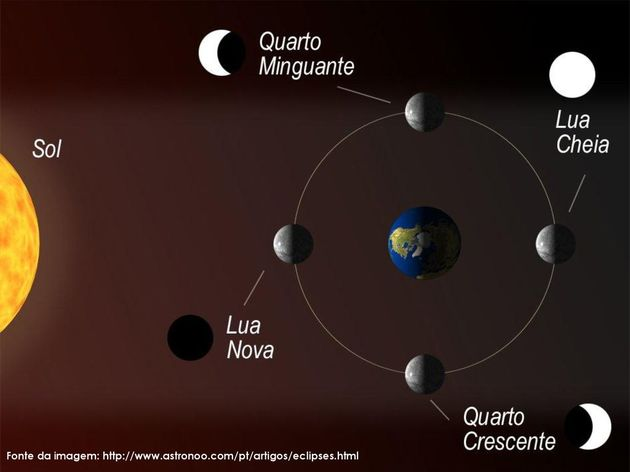 Quarto
Minguante
Lua
Cheia
Sol
Lua
Nova
Quarto
Crescente
Fonte da imagem: http://www.astronoo.com/pt/artigos/eclipses.html